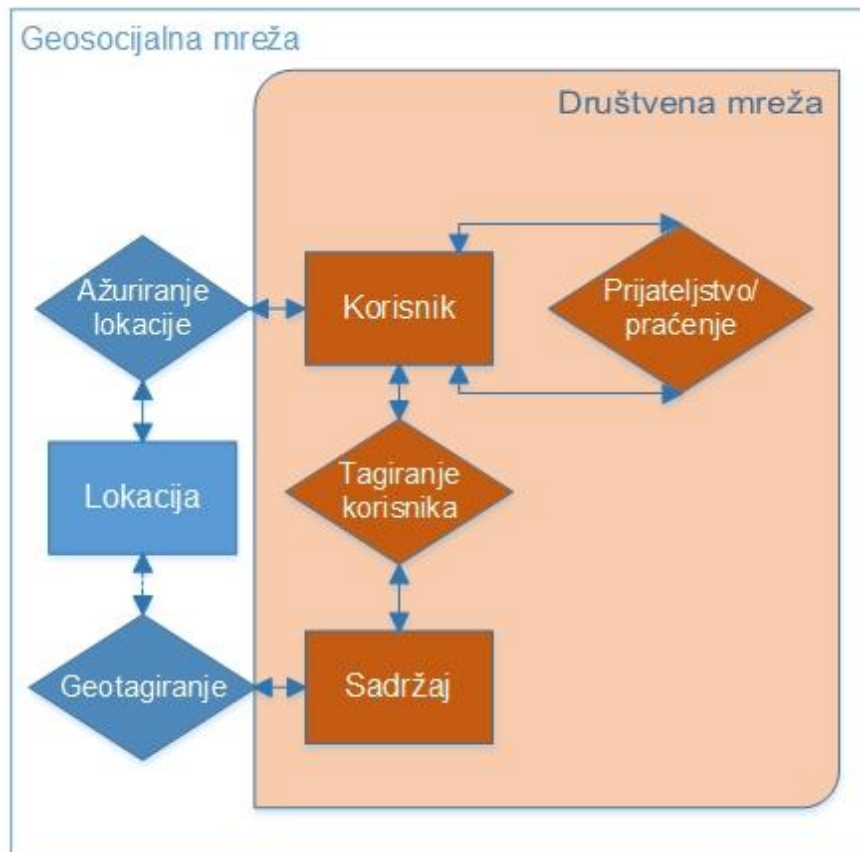 Geosocijalna mreža
Društvena mreža
Ažuriranje
lokacije
Korisnik
Prijateljstvo/
praćenje
Lokacija
Tagiranje
korisnika
Geotagiranje
Sadržaj